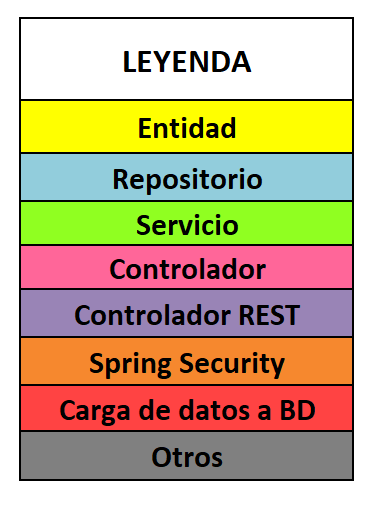 LEYENDA
Entidad
Repositorio
Servicio
Controlador
Controlador REST
Spring Security
Carga de datos a BD
Otros